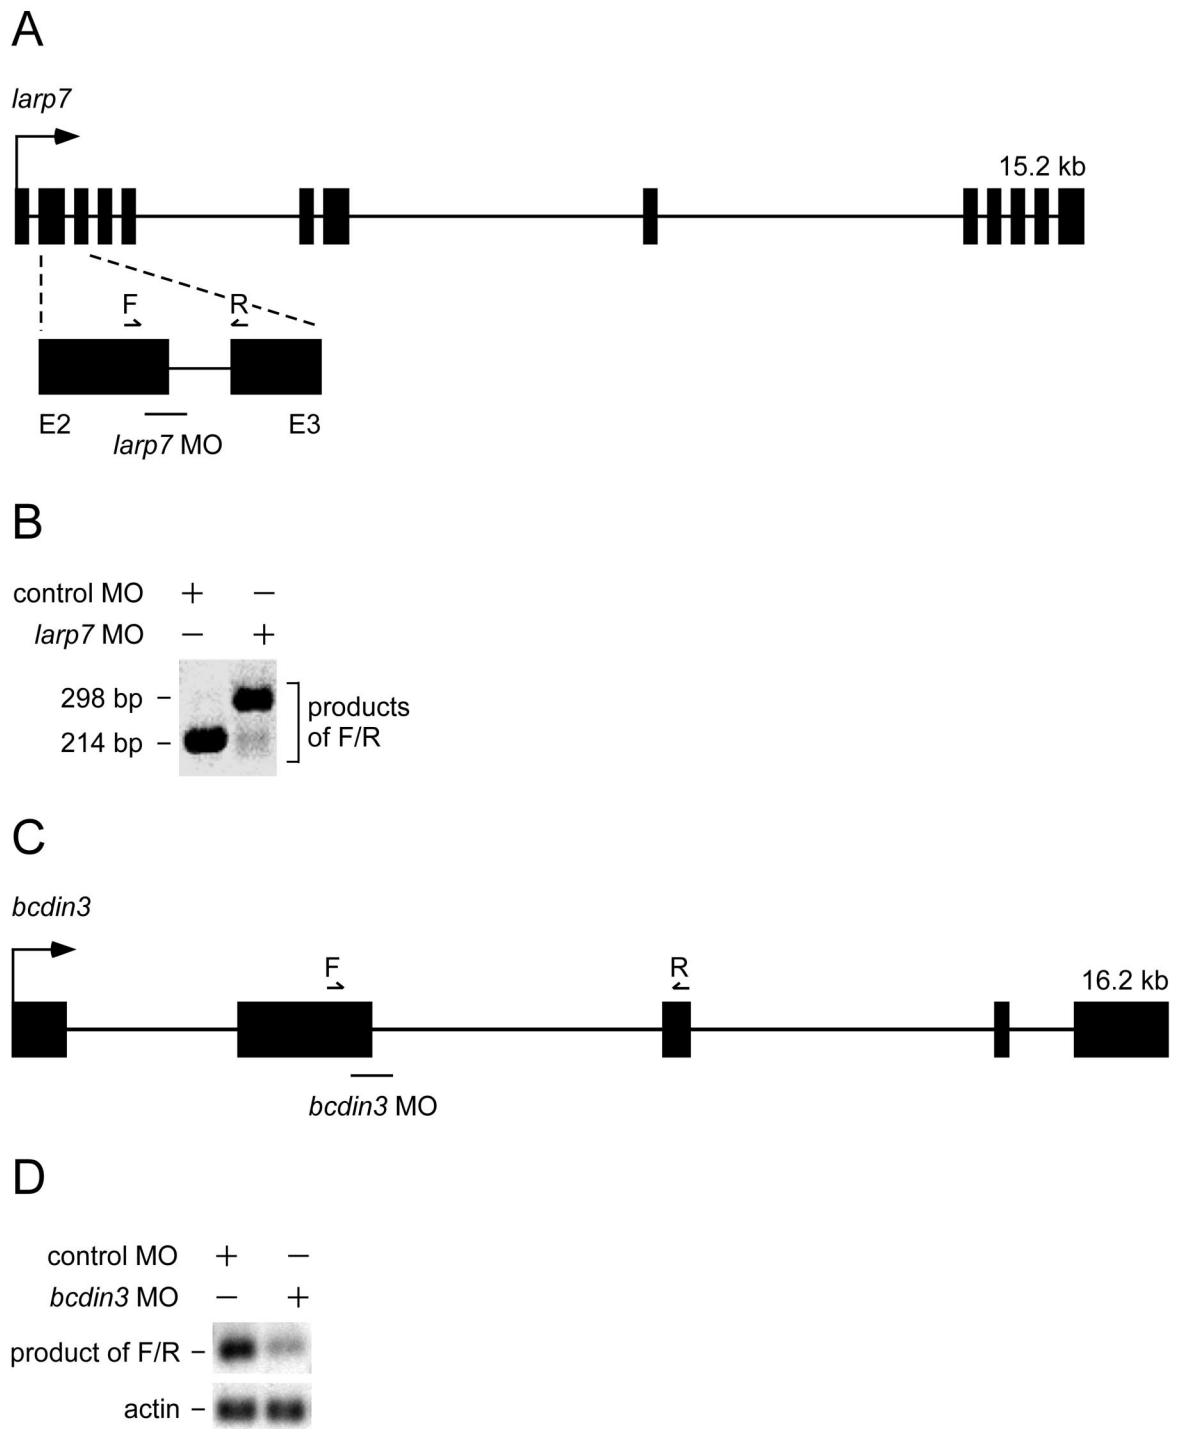 A
larp7
15.2 kb
F R
E2 E3
larp7 MO
B
control MO + −
larp7 MO − +
298 bp –
214 bp –
products
of F/R
C
bcdin3
F R
16.2 kb
bcdin3 MO
D
control MO + −
bcdin3 MO − +
product of F/R –
actin –